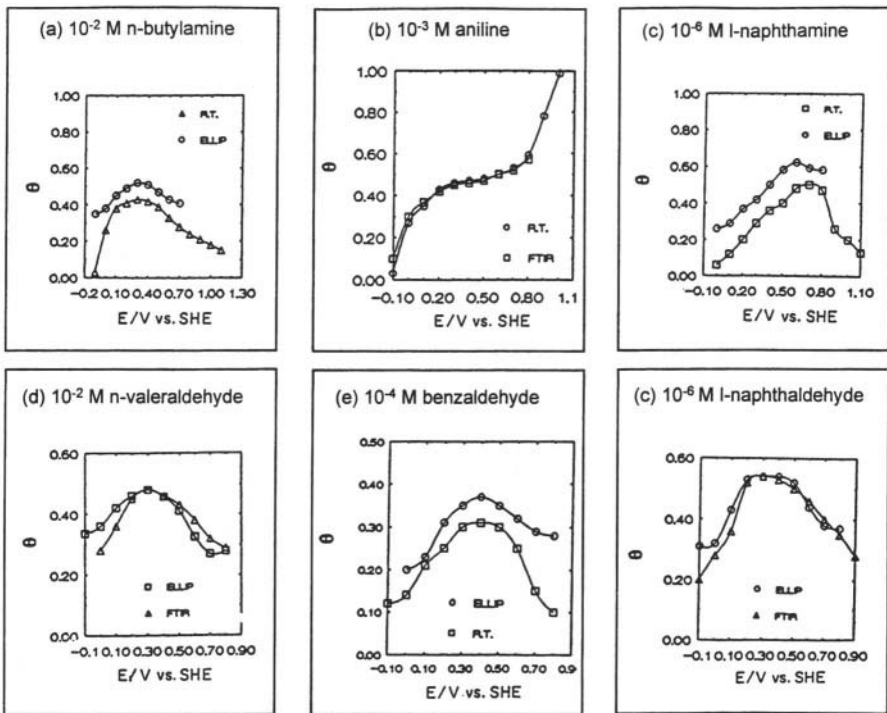 (a) 10⁻² M n-butylamine
1.00
R.T.
ELLIP
0.80
0.60
θ
0.40
0.20
0.00
-0.2 0.10 0.40 0.70 1.00 1.30
E/V vs. SHE
(b) 10⁻³ M aniline
1.00
0.80
θ
0.60
0.40
R.T.
0.20
FTIR
0.00
-0.10 0.20 0.50 0.80 1.1
E/V vs. SHE
(c) 10⁻⁶ M l-naphthamine
1.00
R.T.
0.80
ELLIP
θ
0.60
0.40
0.20
0.00
-0.10 0.20 0.50 0.80 1.10
E/V vs. SHE
(d) 10⁻² M n-valeraldehyde
0.60
0.40
θ
0.20
ELLIP
FTIR
0.00
-0.1 0.10 0.30 0.50 0.70 0.90
E/V vs. SHE
(e) 10⁻⁴ M benzaldehyde
0.50
0.40
θ
0.30
0.20
ELLIP
0.10
R.T.
0.00
-0.10 0.10 0.30 0.50 0.70 0.9
E/V vs. SHE
(c) 10⁻⁶ M l-naphthaldehyde
0.60
0.40
θ
0.20
ELLIP
FTIR
0.00
-0.1 0.10 0.30 0.50 0.70 0.90
E/V vs. SHE